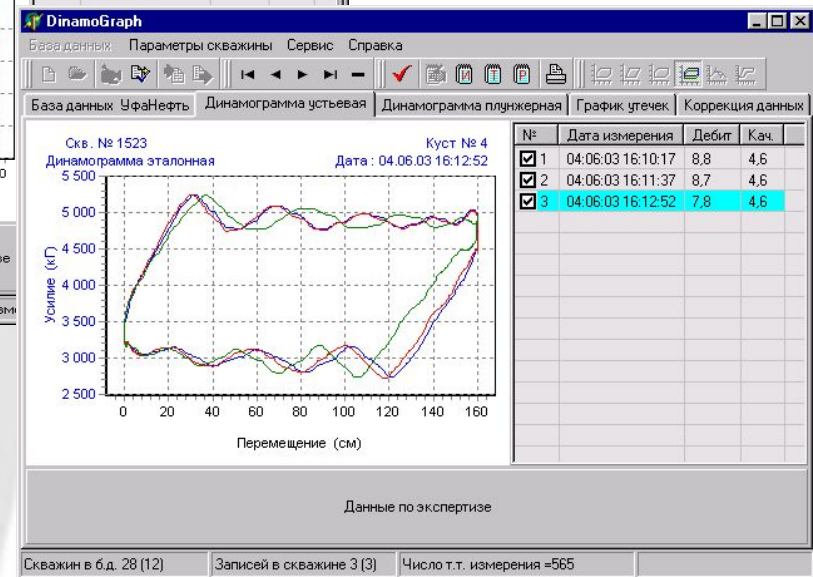 DinamoGraph
База данных Параметры скважины Сервис Справка
И Т Р
База данных УфаНефть Динамограмма устьевая Динамограмма плунжерная График утечек Коррекция данных
Скв. № 1523 Куст № 4
Динамограмма эталонная Дата : 04.06.03 16:12:52
5 500
5 000
4 500
4 000
3 500
3 000
2 500
Усилие (кГ)
0 20 40 60 80 100 120 140 160
Перемещение (см)
№ Дата измерения Дебит Кач.
1 04:06:03 16:10:17 8,8 4,6
2 04:06:03 16:11:37 8,7 4,6
3 04:06:03 16:12:52 7,8 4,6
Данные по экспертизе
Скважин в б.д. 28 (12) Записей в скважине 3 (3) Число т.т. измерения =565